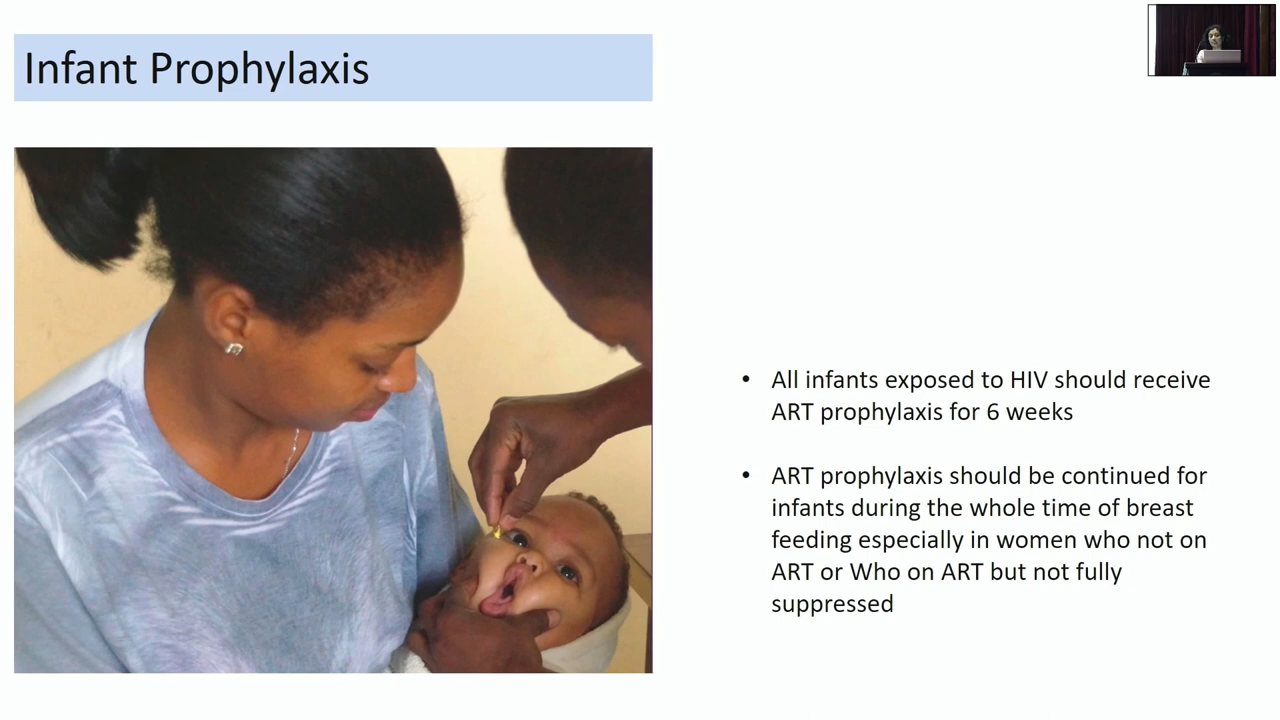 Infant Prophylaxis
• All infants exposed to HIV should receive
ART prophylaxis for 6 weeks
• ART prophylaxis should be continued for
infants during the whole time of breast
feeding especially in women who not on
ART or Who on ART but not fully
suppressed